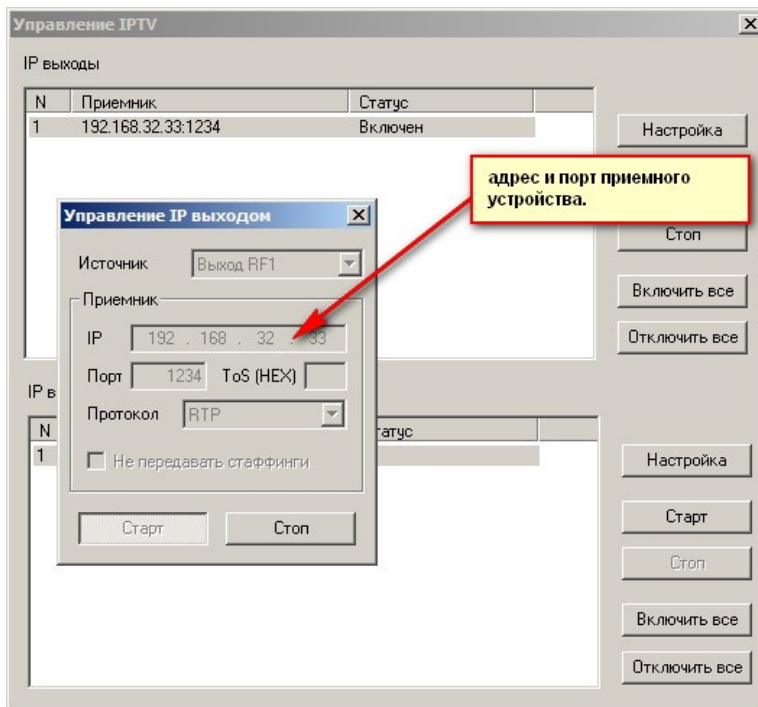 Управление IPTV
IP выходы
N Приемник Статус
1 192.168.32.33:1234 Включен
Настройка
адрес и порт приемного
устройства.
Стоп
Включить все
Отключить все
Управление IP выходом
Источник Выход RF1
Приемник
IP 192 . 168 . 32 . 33
Порт 1234 ToS (HEX)
Протокол RTP
Не передавать стаффинги
Старт Стоп
IP в
N татус
1
Настройка
Старт
Стоп
Включить все
Отключить все